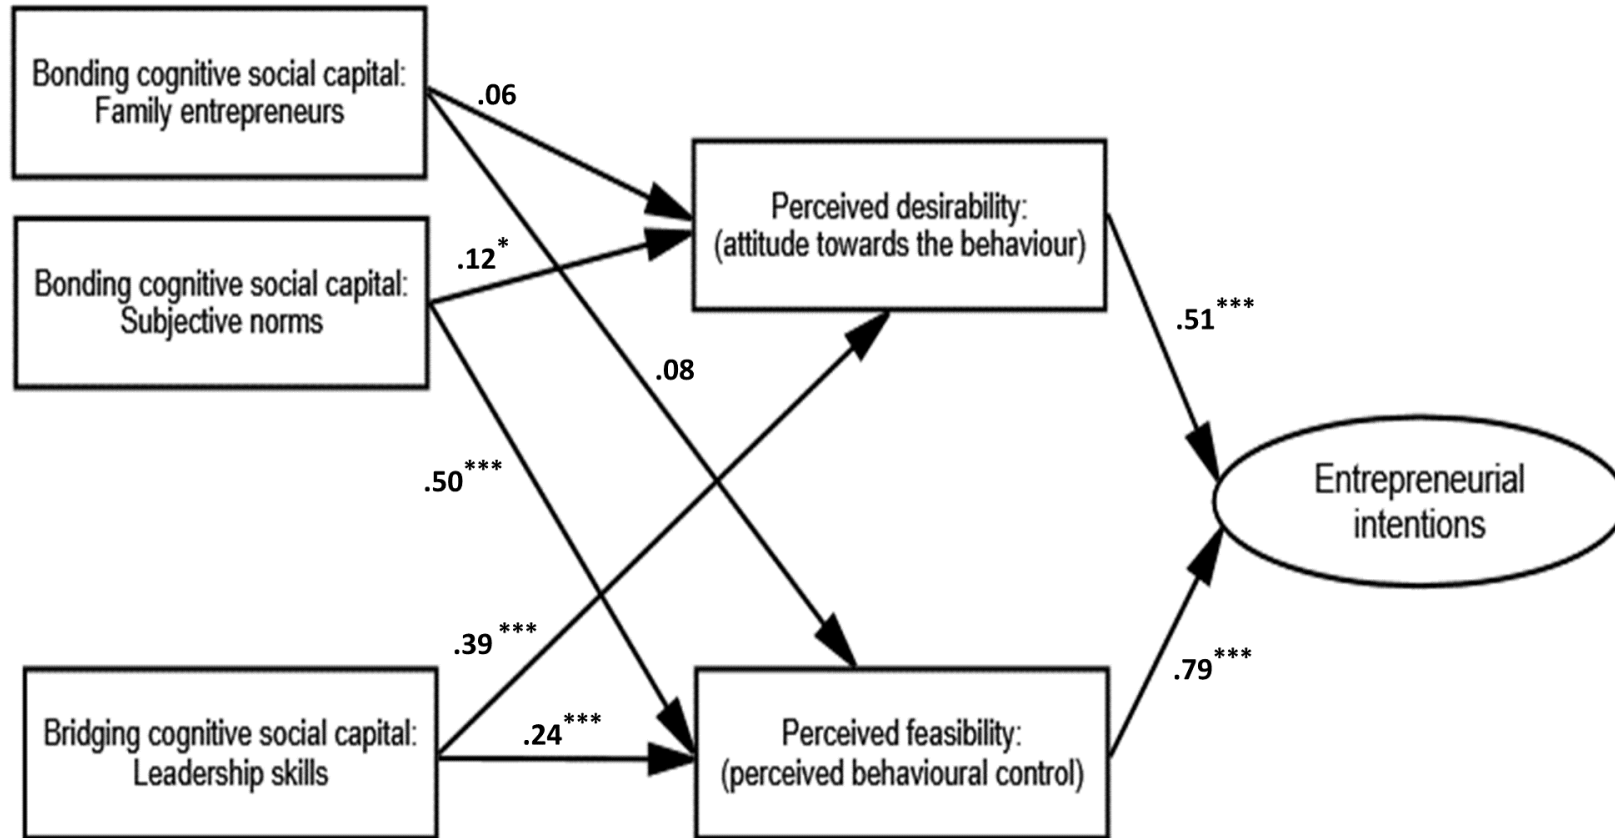 Bonding cognitive social capital:
Family entrepreneurs
.06
Perceived desirability:
(attitude towards the behaviour)
Bonding cognitive social capital:
Subjective norms
.12*
.51***
.08
.50***
Entrepreneurial
intentions
.39 ***
.79***
Bridging cognitive social capital:
Leadership skills
.24***
Perceived feasibility:
(perceived behavioural control)